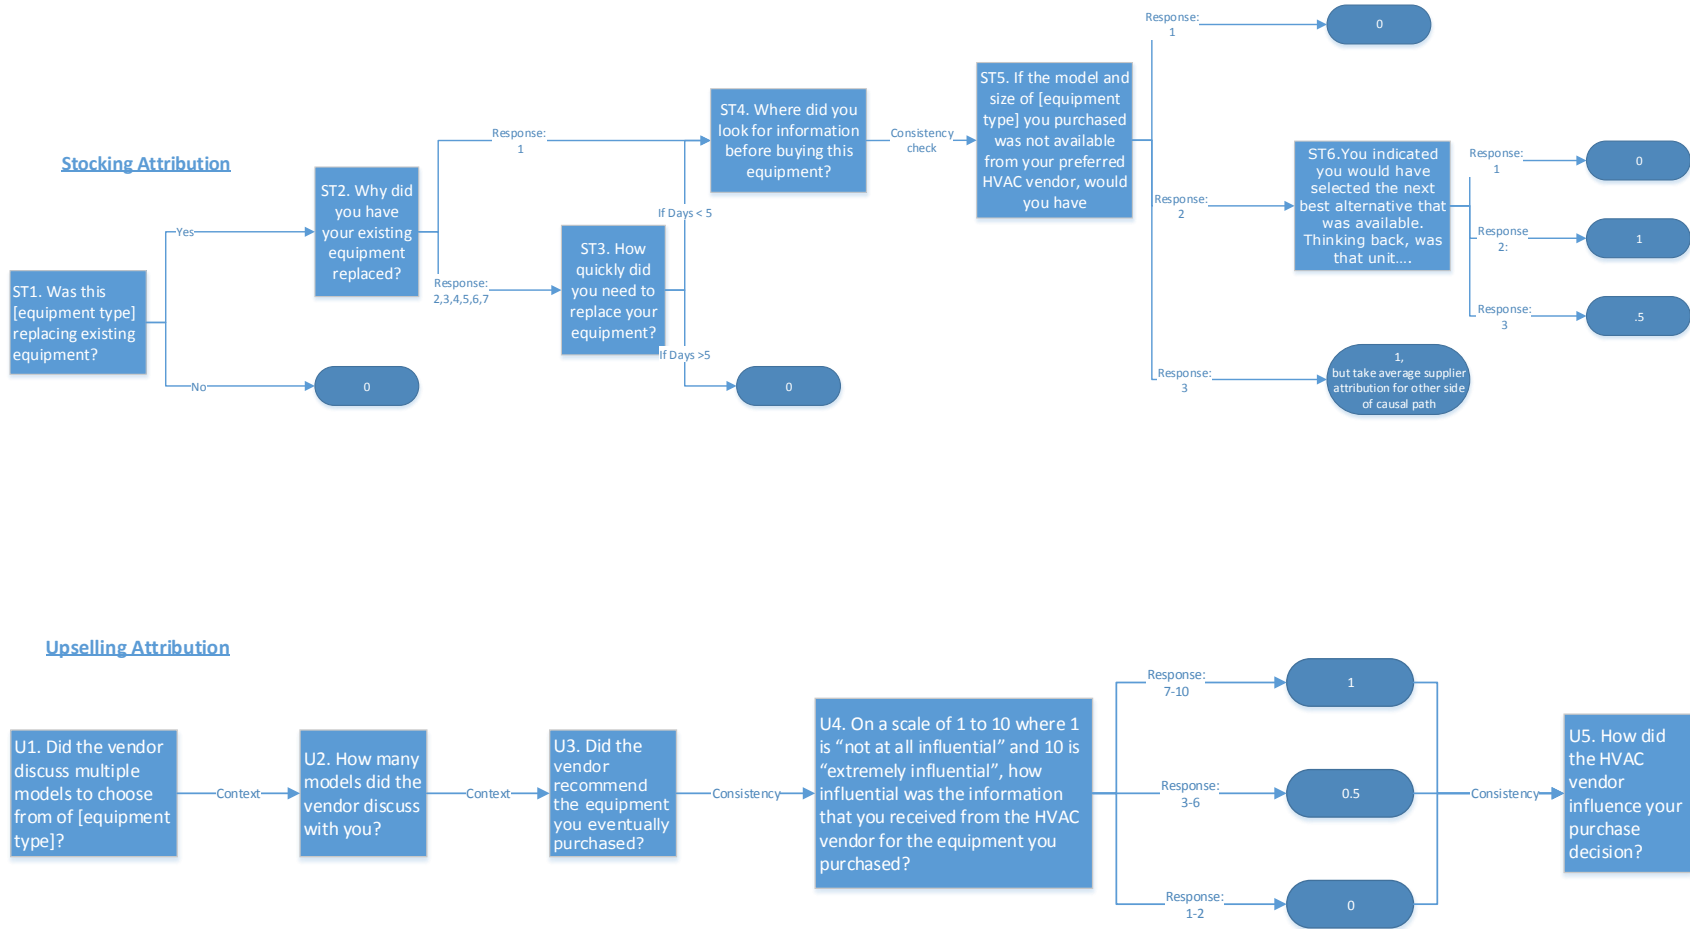 Stocking Attribution
ST1. Was this
[equipment type]
replacing existing
equipment?
Yes
No
0
ST2. Why did
you have
your existing
equipment
replaced?
Response:
1
Response:
2,3,4,5,6,7
ST3. How
quickly did
you need to
replace your
equipment?
If Days < 5
If Days >5
0
ST4. Where did you
look for information
before buying this
equipment?
Consistency
check
ST5. If the model and
size of [equipment
type] you purchased
was not available
from your preferred
HVAC vendor, would
you have
Response:
1
0
Response:
2
ST6.You indicated
you would have
selected the next
best alternative that
was available.
Thinking back, was
that unit....
Response:
1
0
Response
2:
1
Response:
3
.5
Response:
3
1,
but take average supplier
attribution for other side
of causal path
Upselling Attribution
U1. Did the vendor
discuss multiple
models to choose
from of [equipment
type]?
Context
U2. How many
models did the
vendor discuss
with you?
Context
U3. Did the
vendor
recommend
the equipment
you eventually
purchased?
Consistency
U4. On a scale of 1 to 10 where 1
is “not at all influential” and 10 is
“extremely influential”, how
influential was the information
that you received from the HVAC
vendor for the equipment you
purchased?
Response:
7-10
1
Response:
3-6
0.5
Response:
1-2
0
Consistency
U5. How did
the HVAC
vendor
influence your
purchase
decision?